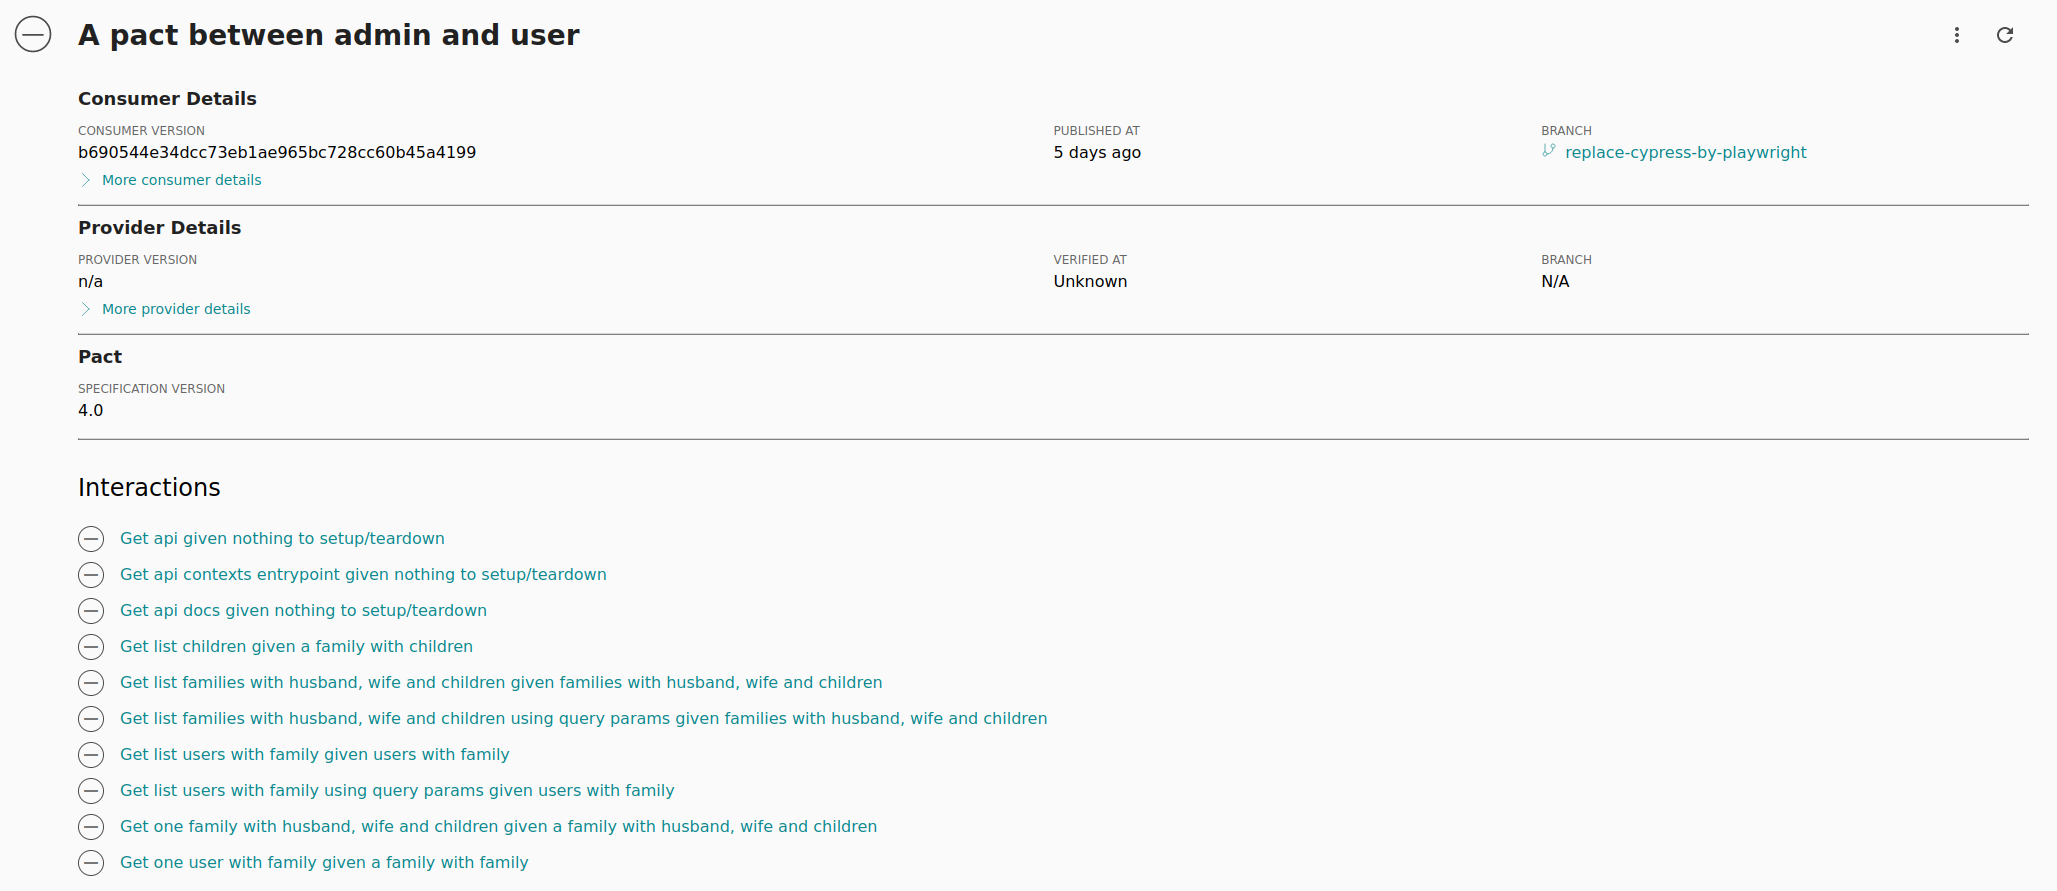 A pact between admin and user
Consumer Details
CONSUMER VERSION
b690544e34dcc73eb1ae965bc728cc60b45a4199
PUBLISHED AT
5 days ago
BRANCH
replace-cypress-by-playwright
More consumer details
Provider Details
PROVIDER VERSION
n/a
VERIFIED AT
Unknown
BRANCH
N/A
More provider details
Pact
SPECIFICATION VERSION
4.0
Interactions
Get api given nothing to setup/teardown
Get api contexts entrypoint given nothing to setup/teardown
Get api docs given nothing to setup/teardown
Get list children given a family with children
Get list families with husband, wife and children given families with husband, wife and children
Get list families with husband, wife and children using query params given families with husband, wife and children
Get list users with family given users with family
Get list users with family using query params given users with family
Get one family with husband, wife and children given a family with husband, wife and children
Get one user with family given a family with family